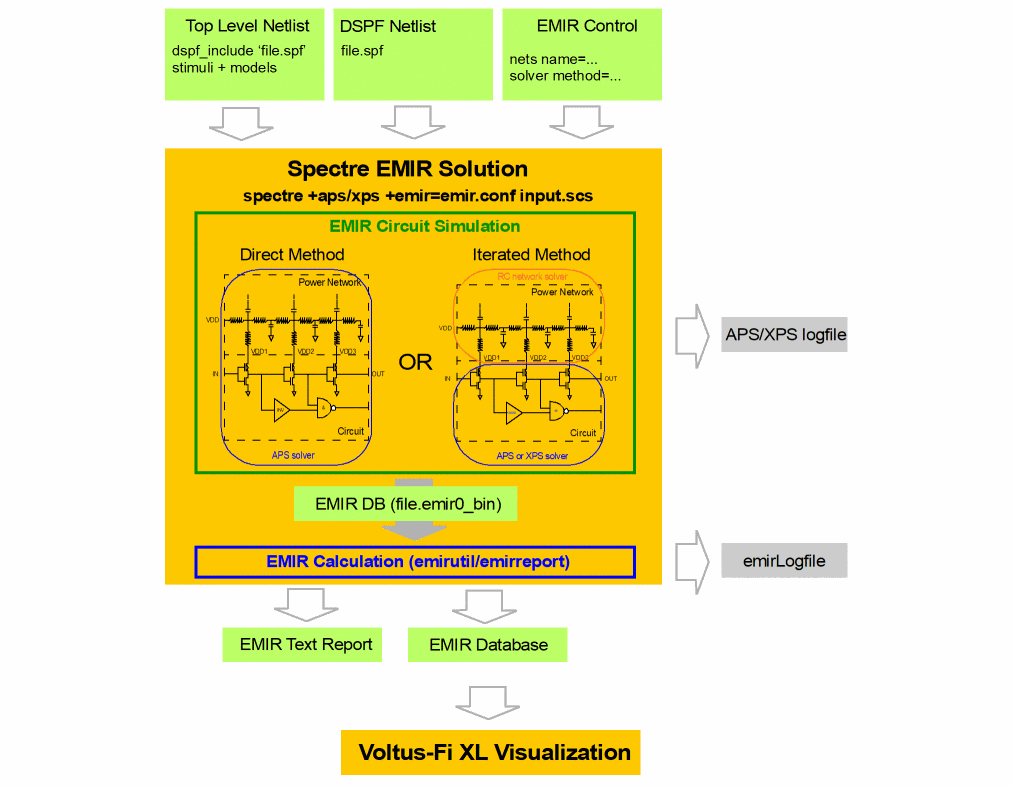 Top Level Netlist
dspf_include ‘file.spf’
stimuli + models
DSPF Netlist
file.spf
EMIR Control
nets name=...
solver method=...
Spectre EMIR Solution
spectre +aps/xps +emir=emir.conf input.scs
EMIR Circuit Simulation
Direct Method
Power Network
VDD
VDD1
VDD2
VDD3
IN
OUT
INV
&
Circuit
APS solver
OR
Iterated Method
RC network solver
Power Network
VDD
VDD1
VDD2
IN
OUT
Circuit
APS or XPS solver
APS/XPS logfile
EMIR DB (file.emir0_bin)
EMIR Calculation (emirutil/emirreport)
emirLogfile
EMIR Text Report
EMIR Database
Voltus-Fi XL Visualization